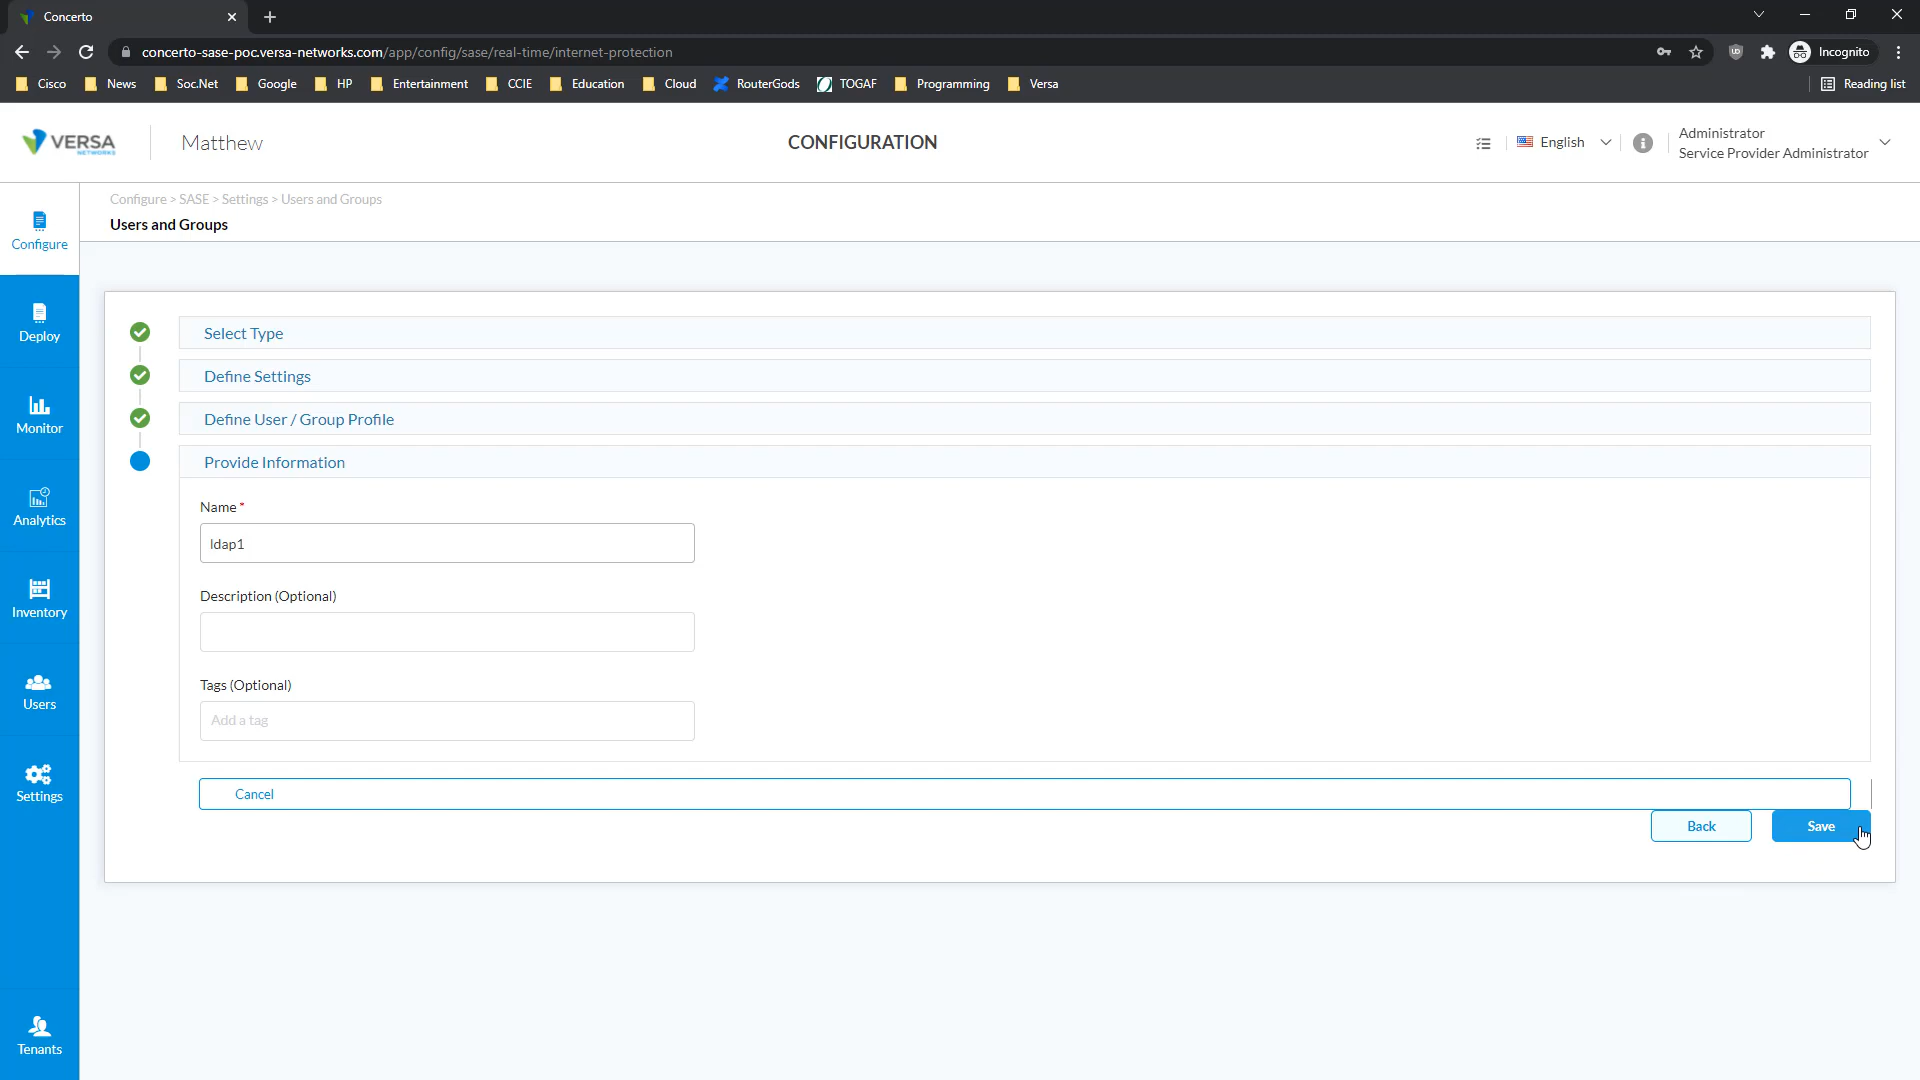 Concerto
concerto-sase-poc.versa-networks.com/app/config/sase/real-time/internet-protection
Incognito
Cisco News Soc.Net Google HP Entertainment CCIE Education Cloud RouterGods TOGAF Programming Versa Reading list
VERSA NETWORKS
Matthew
CONFIGURATION
English
Administrator
Service Provider Administrator
Configure > SASE > Settings > Users and Groups
Users and Groups
Configure
Deploy
Monitor
Analytics
Inventory
Users
Settings
Tenants
Select Type
Define Settings
Define User / Group Profile
Provide Information
Name *
ldap1
Description (Optional)
Tags (Optional)
Add a tag
Cancel
Back
Save